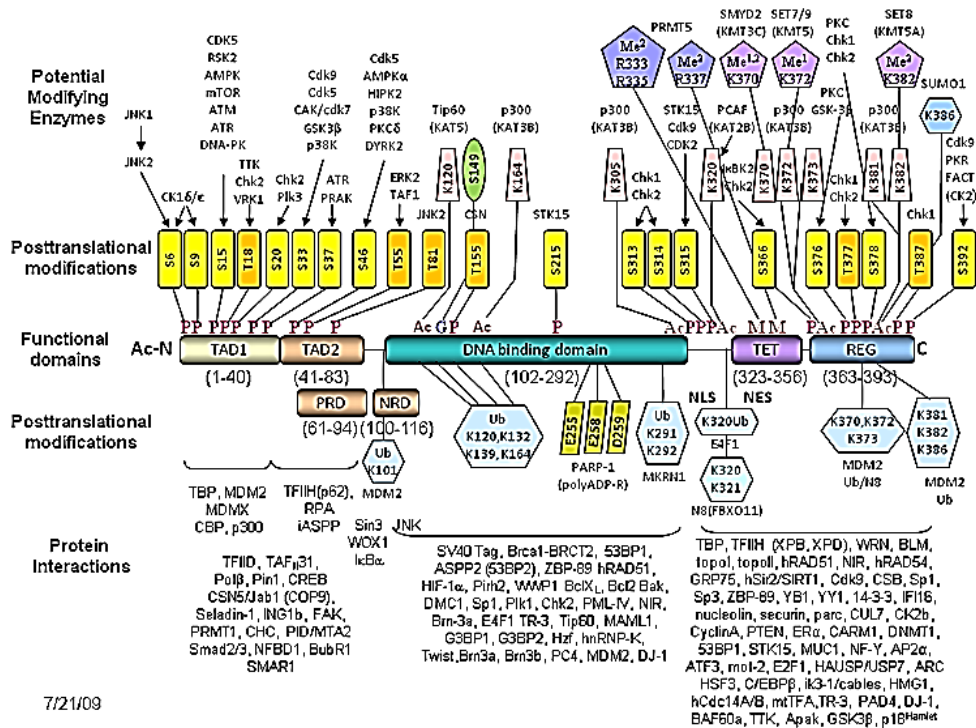 Potential
Modifying
Enzymes
JNK1
JNK2
CK1δ/ε
CDK5
RSK2
AMPK
mTOR
ATM
ATR
DNA-PK
TTK
Chk2
VRK1
Chk2
Plk3
Cdk9
Cdk5
CAK/cdk7
GSK3β
p38K
ATR
PRAK
Cdk5
AMPKα
HIPK2
p38K
PKCδ
DYRK2
ERK2
TAF1
Tip60
(KAT5)
K120
JNK2
S149
CSN
p300
(KAT3B)
K164
STK15
p300
(KAT3B)
K305
Chk1
Chk2
Me² R333 R335
PRMT5
Me² R337
STK15
Cdk9
CDK2
PCAF
(KAT2B)
K320
SMYD2
(KMT3C)
Me1,2 K370
IκBK2
Chk2
SET7/9
(KMT5)
Me¹ K372
p300
(KAT3B)
K370
K372
K373
PKC
Chk1
Chk2
PKC
GSK-3β
Chk1
Chk2
SET8
(KMT5A)
K382
p300
(KAT3B)
K381
K382
Chk1
SUMO1
K386
Cdk9
PKR
FACT
(CK2)
Posttranslational
modifications
S6 S9 S15 T18 S20 S33 S37 S46 T55 T81 T155 S215 S313 S314 S315 S366 S376 T377 S378 T387 S392
PP PPP PP PP P Ac G P Ac P AcPPPAc MM PAcPPPAcPP
Functional
domains
Ac-N TAD1 TAD2 DNA binding domain TET REG C
(1-40) (41-83) (102-292) (323-356) (363-393)
NLS NES
PRD NRD
(61-94) (100-116)
Posttranslational
modifications
Ub
K101
MDM2
Ub
K120, K132
K139, K164
E255 E258 D259
PARP-1
(polyADP-R)
Ub
K291
K292
MKRN1
K320Ub
E4F1
K320
K321
N8(FBXO11)
K370, K372
K373
MDM2
Ub/N8
K381
K382
K386
MDM2
Ub
Protein
Interactions
TBP, MDM2
MDMX
CBP, p300
TFIIH(p62),
RPA
iASPP
TFIID, TAFII31,
Polβ, Pin1, CREB
CSN5/Jab1 (COP9),
Seladin-1, ING1b, FAK,
PRMT1, CHC, PID/MTA2
Smad2/3, NFBD1, BubR1
SMAR1
Sin3
WOX1
IκBα
JNK
SV40 Tag, Brca1-BRCT2, 53BP1,
ASPP2 (53BP2), ZBP-89 hRAD51,
HIF-1α, Pirh2, WWP1 BclXL, Bcl2 Bak,
DMC1, Sp1, Plk1, Chk2, PML-IV, NIR,
Brn-3a, E4F1 TR-3, Tip60, MAML1,
G3BP1, G3BP2, Hzf, hnRNP-K,
Twist,Brn3a, Brn3b, PC4, MDM2, DJ-1
TBP, TFIIH (XPB, XPD), WRN, BLM,
topoI, topoII, hRAD51, NIR, hRAD54,
GRP75, hSir2/SIRT1, Cdk9, CSB, Sp1,
Sp3, ZBP-89, YB1, YY1, 14-3-3, IFI16,
nucleolin, securin, parc, CUL7, CK2b,
CyclinA, PTEN, ERα, CARM1, DNMT1,
53BP1, STK15, MUC1, NF-Y, AP2α,
ATF3, mol-2, E2F1, HAUSP/USP7, ARC
HSF3, C/EBPβ, ik3-1/cables, HMG1,
hCdc14A/B, mtTFA,TR-3, PAD4, DJ-1,
BAF60a, TTK, Apak, GSK3β, p18Hamlet
7/21/09